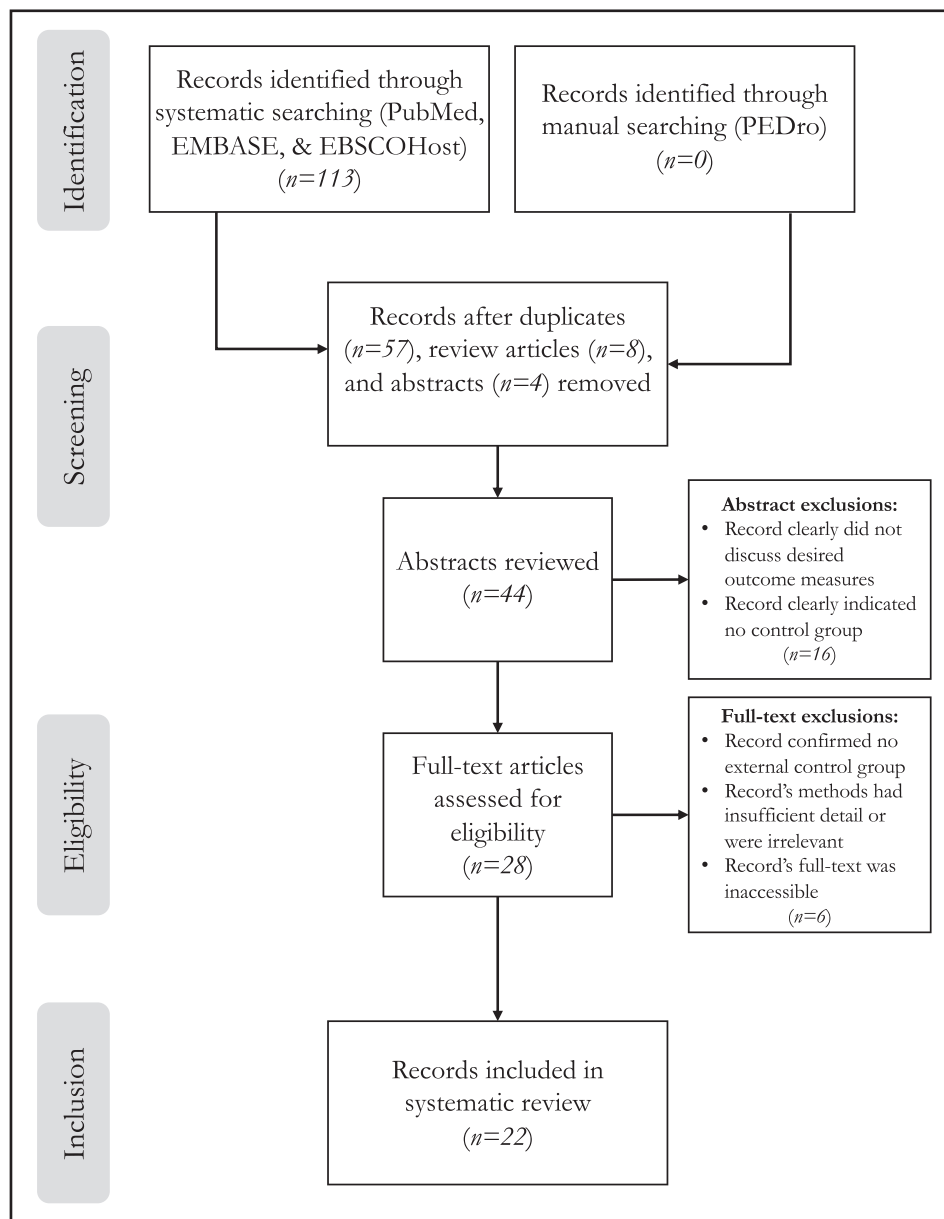 Identification
Records identified through
systematic searching (PubMed,
EMBASE, & EBSCOHost)
(n=113)
Records identified through
manual searching (PEDro)
(n=0)
Screening
Records after duplicates
(n=57), review articles (n=8),
and abstracts (n=4) removed
Abstracts reviewed
(n=44)
Abstract exclusions:
• Record clearly did not
discuss desired
outcome measures
• Record clearly indicated
no control group
(n=16)
Eligibility
Full-text articles
assessed for
eligibility
(n=28)
Full-text exclusions:
• Record confirmed no
external control group
• Record's methods had
insufficient detail or
were irrelevant
• Record's full-text was
inaccessible
(n=6)
Inclusion
Records included in
systematic review
(n=22)